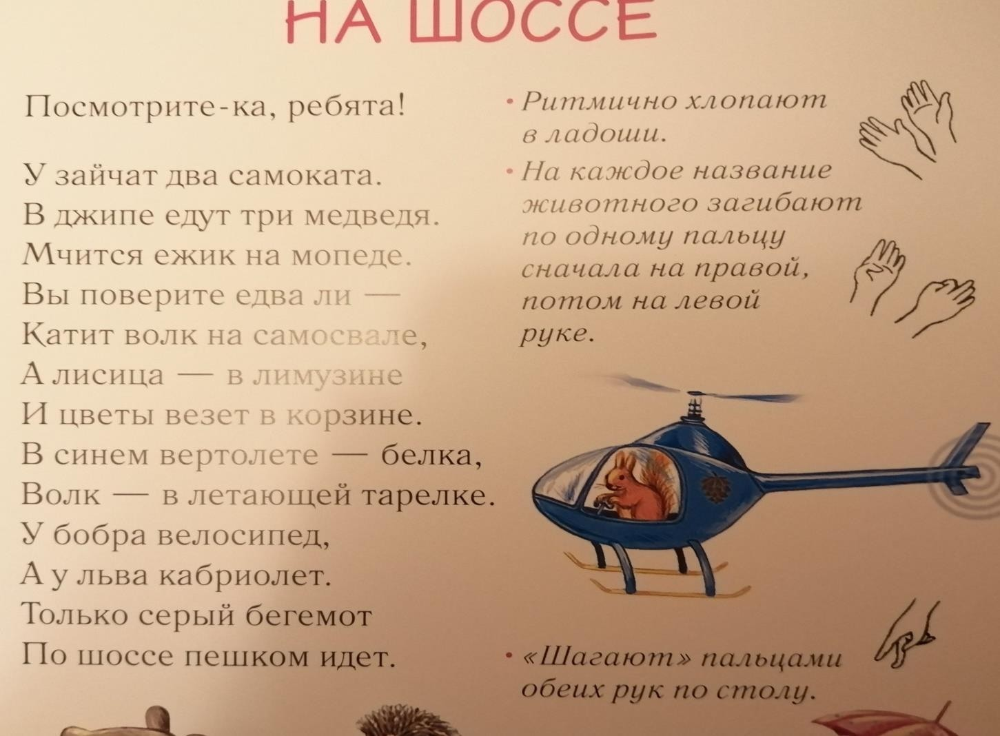 НА ШОССЕ
Посмотрите-ка, ребята!
У зайчат два самоката.
В джипе едут три медведя.
Мчится ежик на мопеде.
Вы поверите едва ли —
Катит волк на самосвале,
А лисица — в лимузине
И цветы везет в корзине.
В синем вертолете — белка,
Волк — в летающей тарелке.
У бобра велосипед,
А у льва кабриолет.
Только серый бегемот
По шоссе пешком идет.
• Ритмично хлопают
в ладоши.
• На каждое название
животного загибают
по одному пальцу
сначала на правой,
потом на левой
руке.
• «Шагают» пальцами
обеих рук по столу.